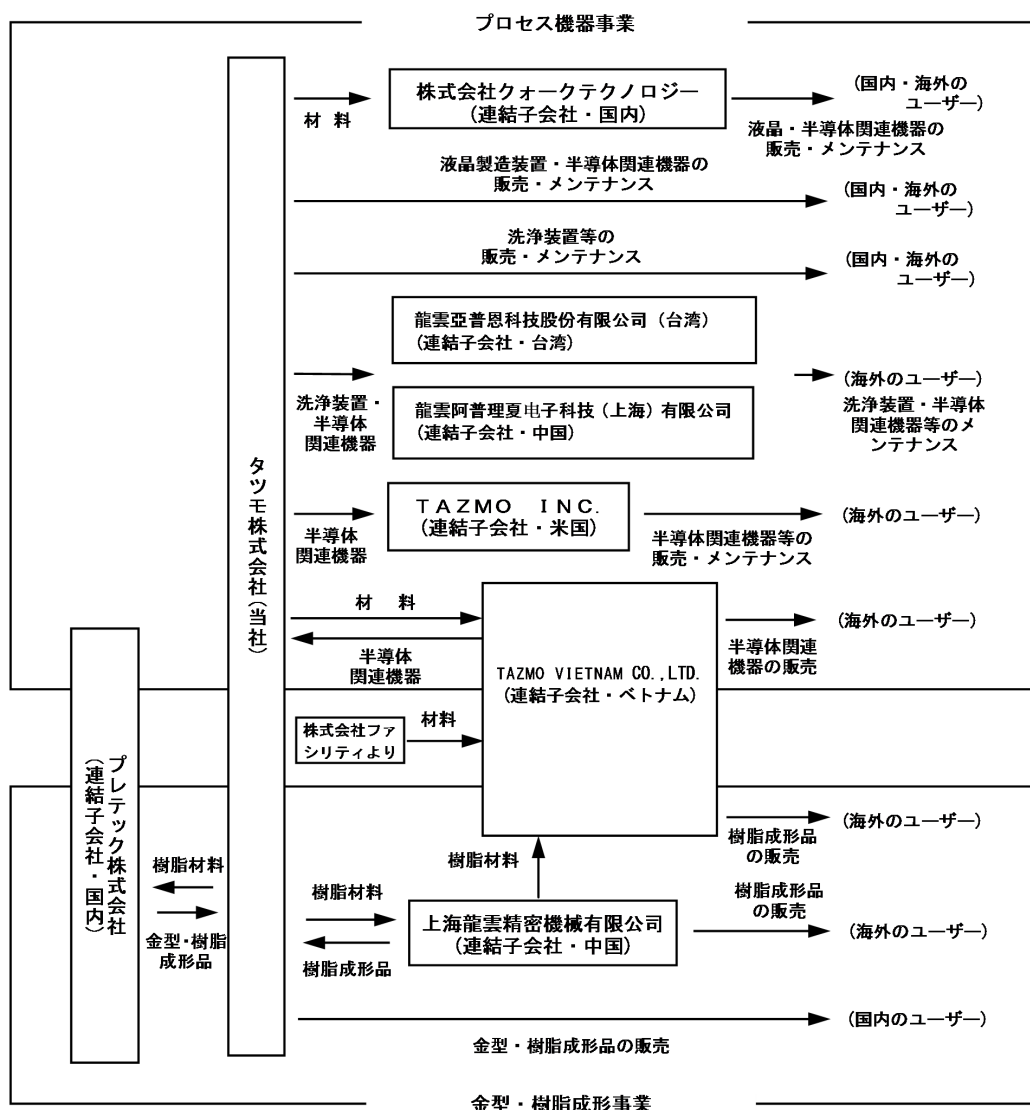 プロセス機器事業
株式会社クォークテクノロジー
(連結子会社・国内)
材 料
(国内・海外の
ユーザー)
液晶・半導体関連機器の
販売・メンテナンス
液晶製造装置・半導体関連機器の
販売・メンテナンス
(国内・海外の
ユーザー)
洗浄装置等の
販売・メンテナンス
(国内・海外の
ユーザー)
龍雲亞普恩科技股份有限公司(台湾)
(連結子会社・台湾)
洗浄装置・
半導体
関連機器
龍雲阿普理夏电子科技(上海)有限公司
(連結子会社・中国)
(海外のユーザー)
洗浄装置・半導体
関連機器等のメ
ンテナンス
タツモ株式会社(当社)
TAZMO INC.
(連結子会社・米国)
半導体
関連機器
(海外のユーザー)
半導体関連機器等の
販売・メンテナンス
材 料
半導体
関連機器
TAZMO VIETNAM CO.,LTD.
(連結子会社・ベトナム)
(海外のユーザー)
半導体関連
機器の販売
株式会社ファ
シリティより
材料
プレテック株式会社
(連結子会社・国内)
(海外のユーザー)
樹脂成形品
の販売
樹脂材料
樹脂材料
金型・樹脂
成形品
樹脂材料
樹脂成形品
上海龍雲精密機械有限公司
(連結子会社・中国)
樹脂成形品
の販売
(海外のユーザー)
(国内のユーザー)
金型・樹脂成形品の販売
金型・樹脂成形事業